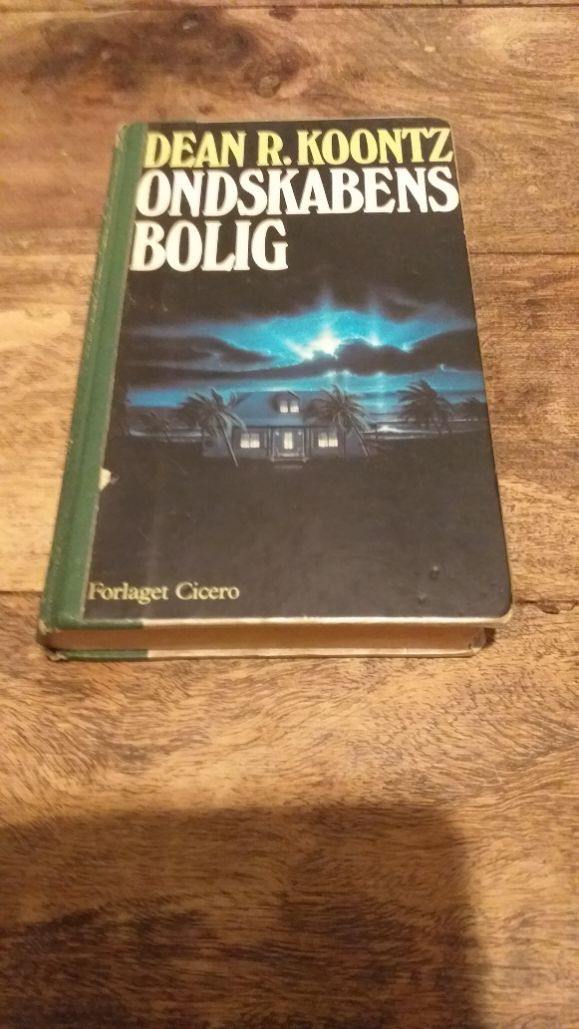 DEAN R. KOONTZ
ONDSKABENS
BOLIG
Forlaget Cicero